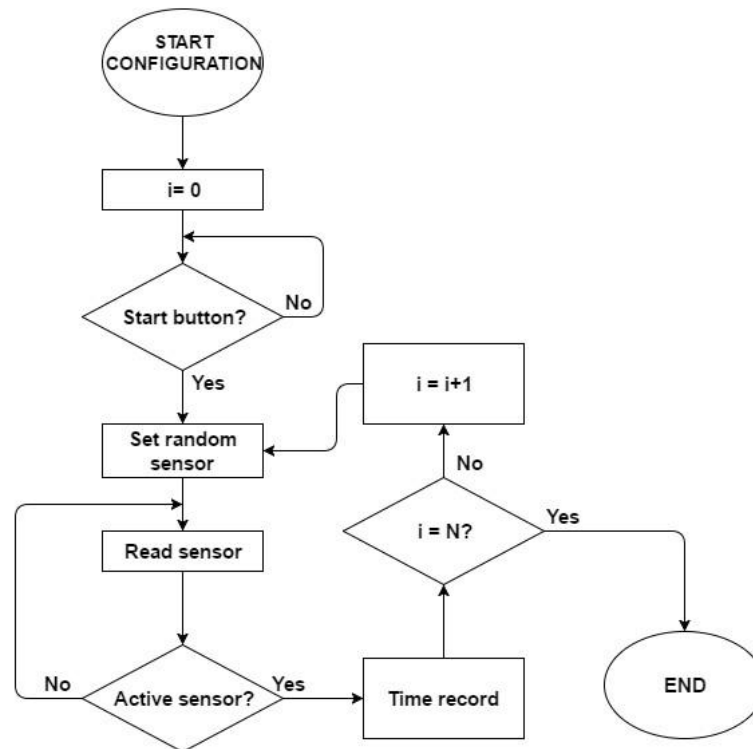 START
CONFIGURATION
i= 0
Start button?
No
Yes
Set random
sensor
Read sensor
Active sensor?
No
Yes
Time record
i = N?
No
i = i+1
Yes
END